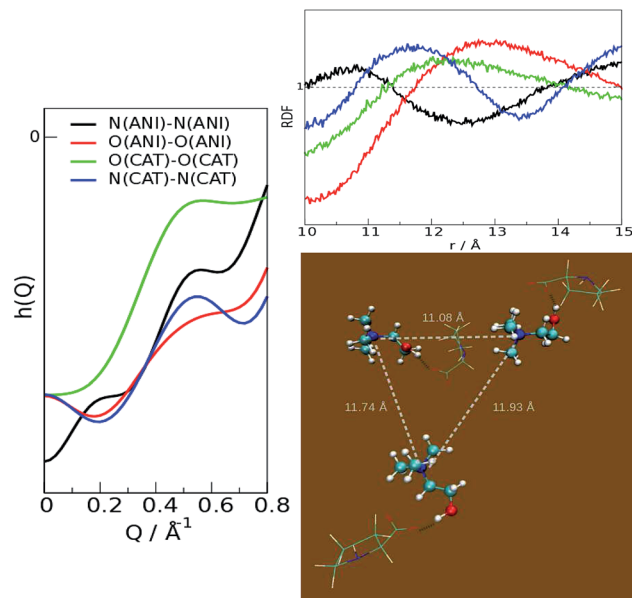 0
N(ANI)-N(ANI)
O(ANI)-O(ANI)
O(CAT)-O(CAT)
N(CAT)-N(CAT)
h(Q)
0 0.2 0.4 0.6 0.8
Q / Å⁻¹
1
RDF
10 11 12 13 14 15
r / Å
11.08 Å
11.74 Å
11.93 Å